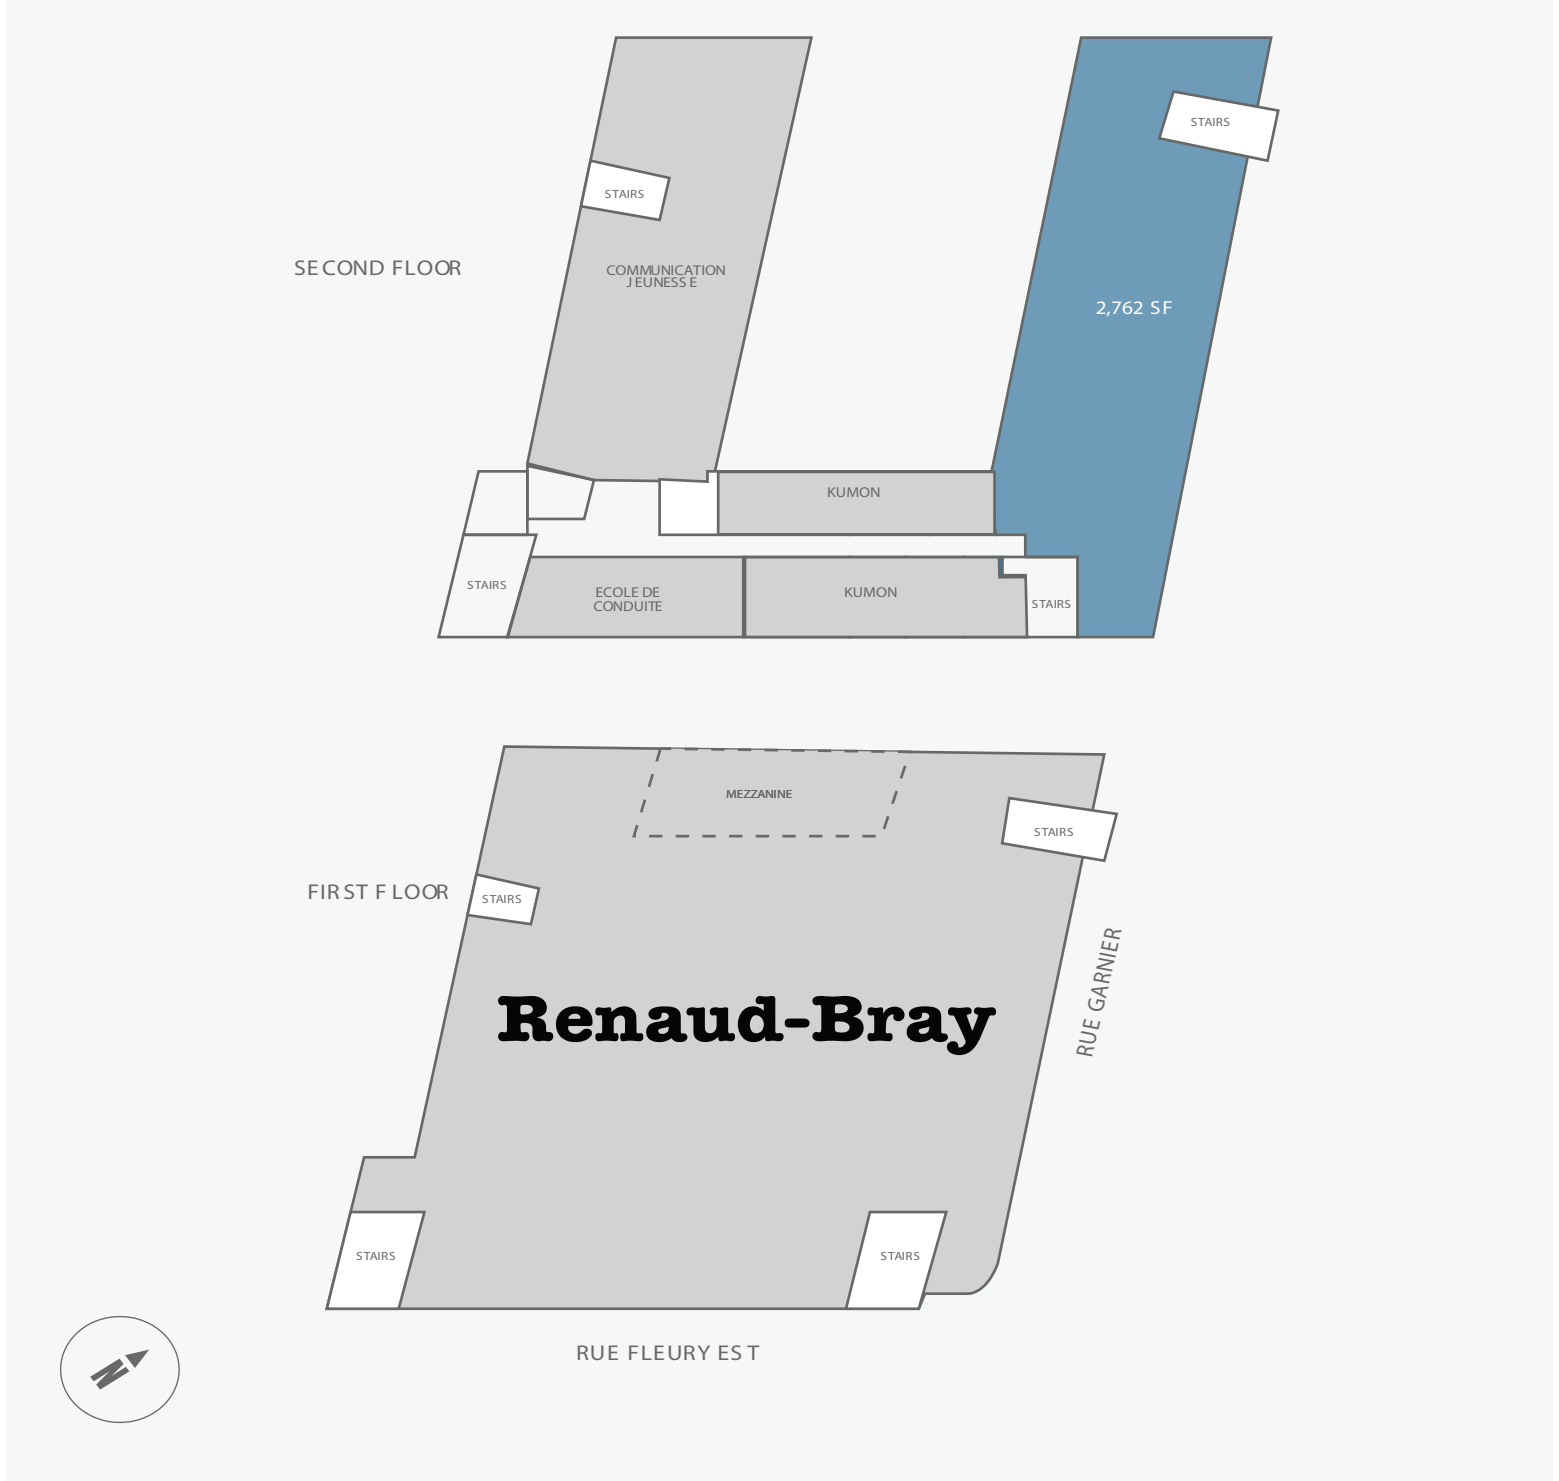 STAIRS
STAIRS
SECOND FLOOR
COMMUNICATION
JEUNESSE
2,762 SF
KUMON
STAIRS
ECOLE DE
CONDUITE
KUMON
STAIRS
MEZZANINE
STAIRS
FIRST FLOOR
STAIRS
RUE GARNIER
Renaud-Bray
STAIRS
STAIRS
RUE FLEURY EST
N